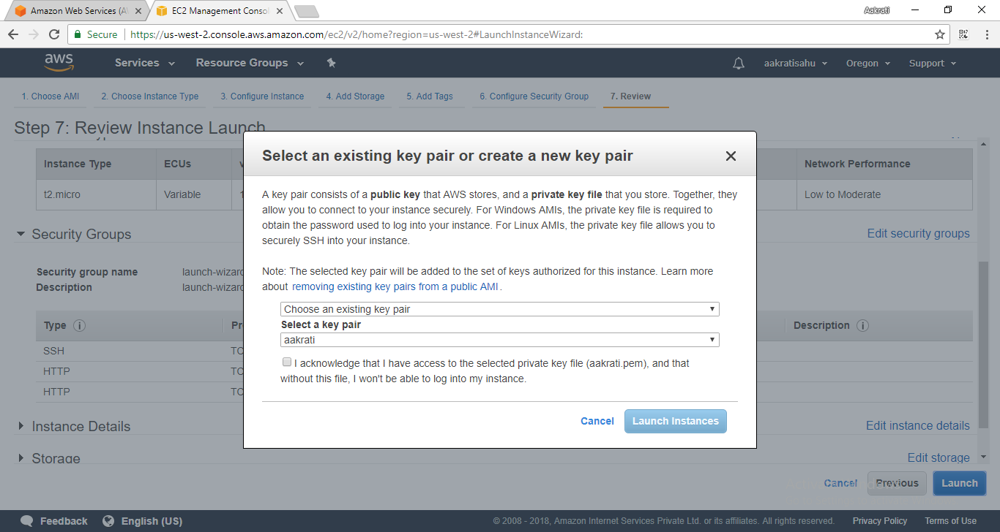 Amazon Web Services (A
EC2 Management Conso
Aakrati
Secure https://us-west-2.console.aws.amazon.com/ec2/v2/home?region=us-west-2#LaunchInstanceWizard:
aws Services Resource Groups aakratisahu Oregon Support
1. Choose AMI 2. Choose Instance Type 3. Configure Instance 4. Add Storage 5. Add Tags 6. Configure Security Group 7. Review
Step 7: Review Instance Launch
Select an existing key pair or create a new key pair
A key pair consists of a public key that AWS stores, and a private key file that you store. Together, they
allow you to connect to your instance securely. For Windows AMIs, the private key file is required to
obtain the password used to log into your instance. For Linux AMIs, the private key file allows you to
securely SSH into your instance.
Note: The selected key pair will be added to the set of keys authorized for this instance. Learn more
about removing existing key pairs from a public AMI.
Choose an existing key pair
Select a key pair
aakrati
I acknowledge that I have access to the selected private key file (aakrati.pem), and that
without this file, I won't be able to log into my instance.
Cancel Launch Instances
Instance Type ECUs Network Performance
t2.micro Variable Low to Moderate
Security Groups Edit security groups
Security group name launch-wizard
Description launch-wizard
Type Pr Description
SSH TC
HTTP TC
HTTP TC
Instance Details Edit instance details
Storage Edit storage
Cancel Previous Launch
Feedback English (US) © 2008 - 2018, Amazon Internet Services Private Ltd. or its affiliates. All rights reserved. Privacy Policy Terms of Use